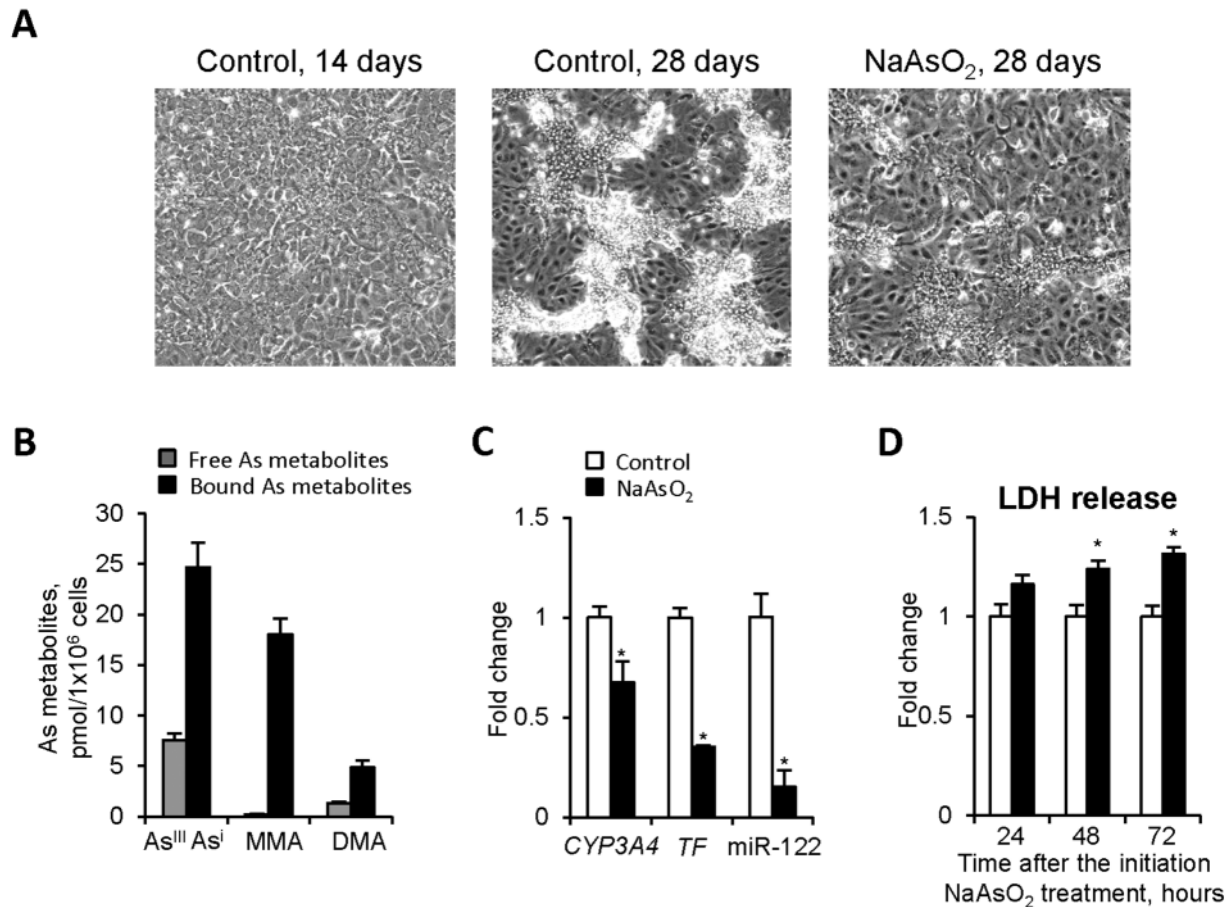 A
Control, 14 days
Control, 28 days
NaAsO₂, 28 days
B
Free As metabolites
Bound As metabolites
As metabolites,
pmol/1x10⁶ cells
30
25
20
15
10
5
0
Asᴵᴵᴵ Asⁱ
MMA
DMA
C
Control
NaAsO₂
Fold change
1.5
1
0.5
0
*
*
*
CYP3A4
TF
miR-122
D
LDH release
Fold change
1.5
1
0.5
0
*
*
24
48
72
Time after the initiation
NaAsO₂ treatment, hours